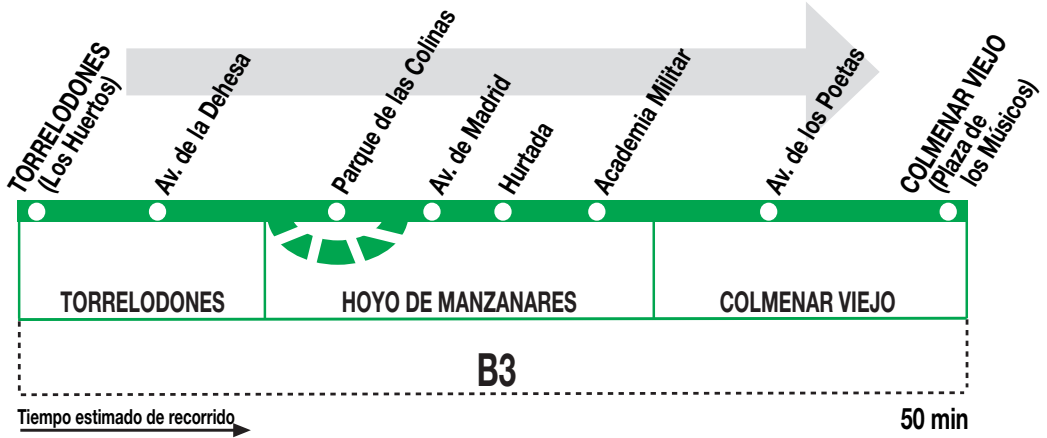 TORRELODONES
(Los Huertos)
Av. de la Dehesa
Parque de las Colinas
Av. de Madrid
Hurtada
Academia Militar
Av. de los Poetas
COLMENAR VIEJO
(Plaza de
los Músicos)
TORRELODONES
HOYO DE MANZANARES
COLMENAR VIEJO
B3
Tiempo estimado de recorrido
50 min